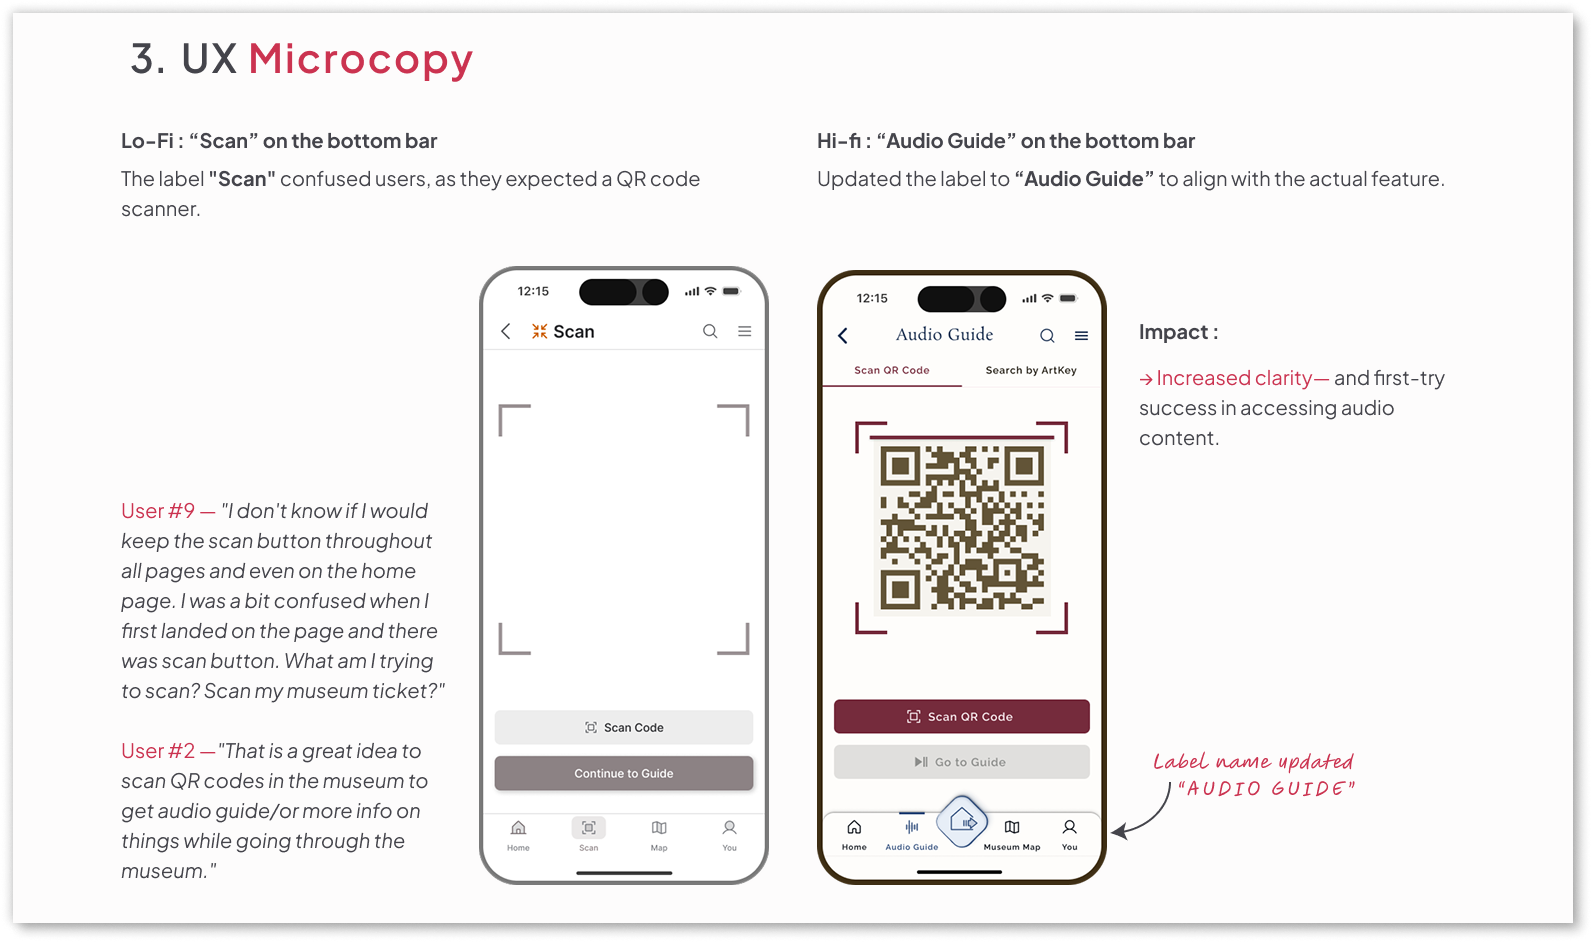 3. UX Microcopy
Lo-Fi : “Scan” on the bottom bar
The label "Scan" confused users, as they expected a QR code
scanner.
Hi-fi : “Audio Guide” on the bottom bar
Updated the label to “Audio Guide” to align with the actual feature.
User #9 — "I don't know if I would
keep the scan button throughout
all pages and even on the home
page. I was a bit confused when I
first landed on the page and there
was scan button. What am I trying
to scan? Scan my museum ticket?"
User #2 —"That is a great idea to
scan QR codes in the museum to
get audio guide/or more info on
things while going through the
museum."
12:15
Scan
Scan Code
Continue to Guide
Home
Scan
Map
You
12:15
Audio Guide
Scan QR Code
Search by ArtKey
Scan QR Code
Go to Guide
Home
Audio Guide
Museum Map
You
Impact :
→ Increased clarity— and first-try
success in accessing audio
content.
Label name updated
“AUDIO GUIDE”